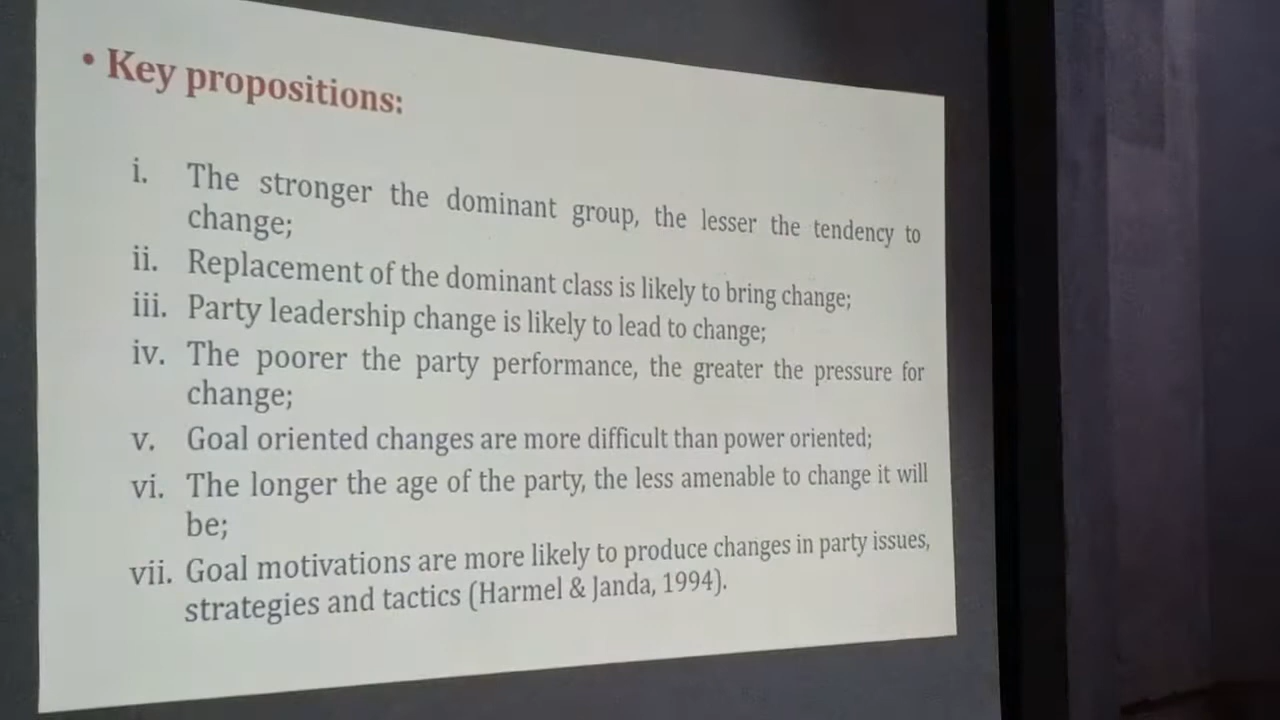 • Key propositions:
i. The stronger the dominant group, the lesser the tendency to
change;
ii. Replacement of the dominant class is likely to bring change;
iii. Party leadership change is likely to lead to change;
iv. The poorer the party performance, the greater the pressure for
change;
v. Goal oriented changes are more difficult than power oriented;
vi. The longer the age of the party, the less amenable to change it will
be;
vii. Goal motivations are more likely to produce changes in party issues,
strategies and tactics (Harmel & Janda, 1994).